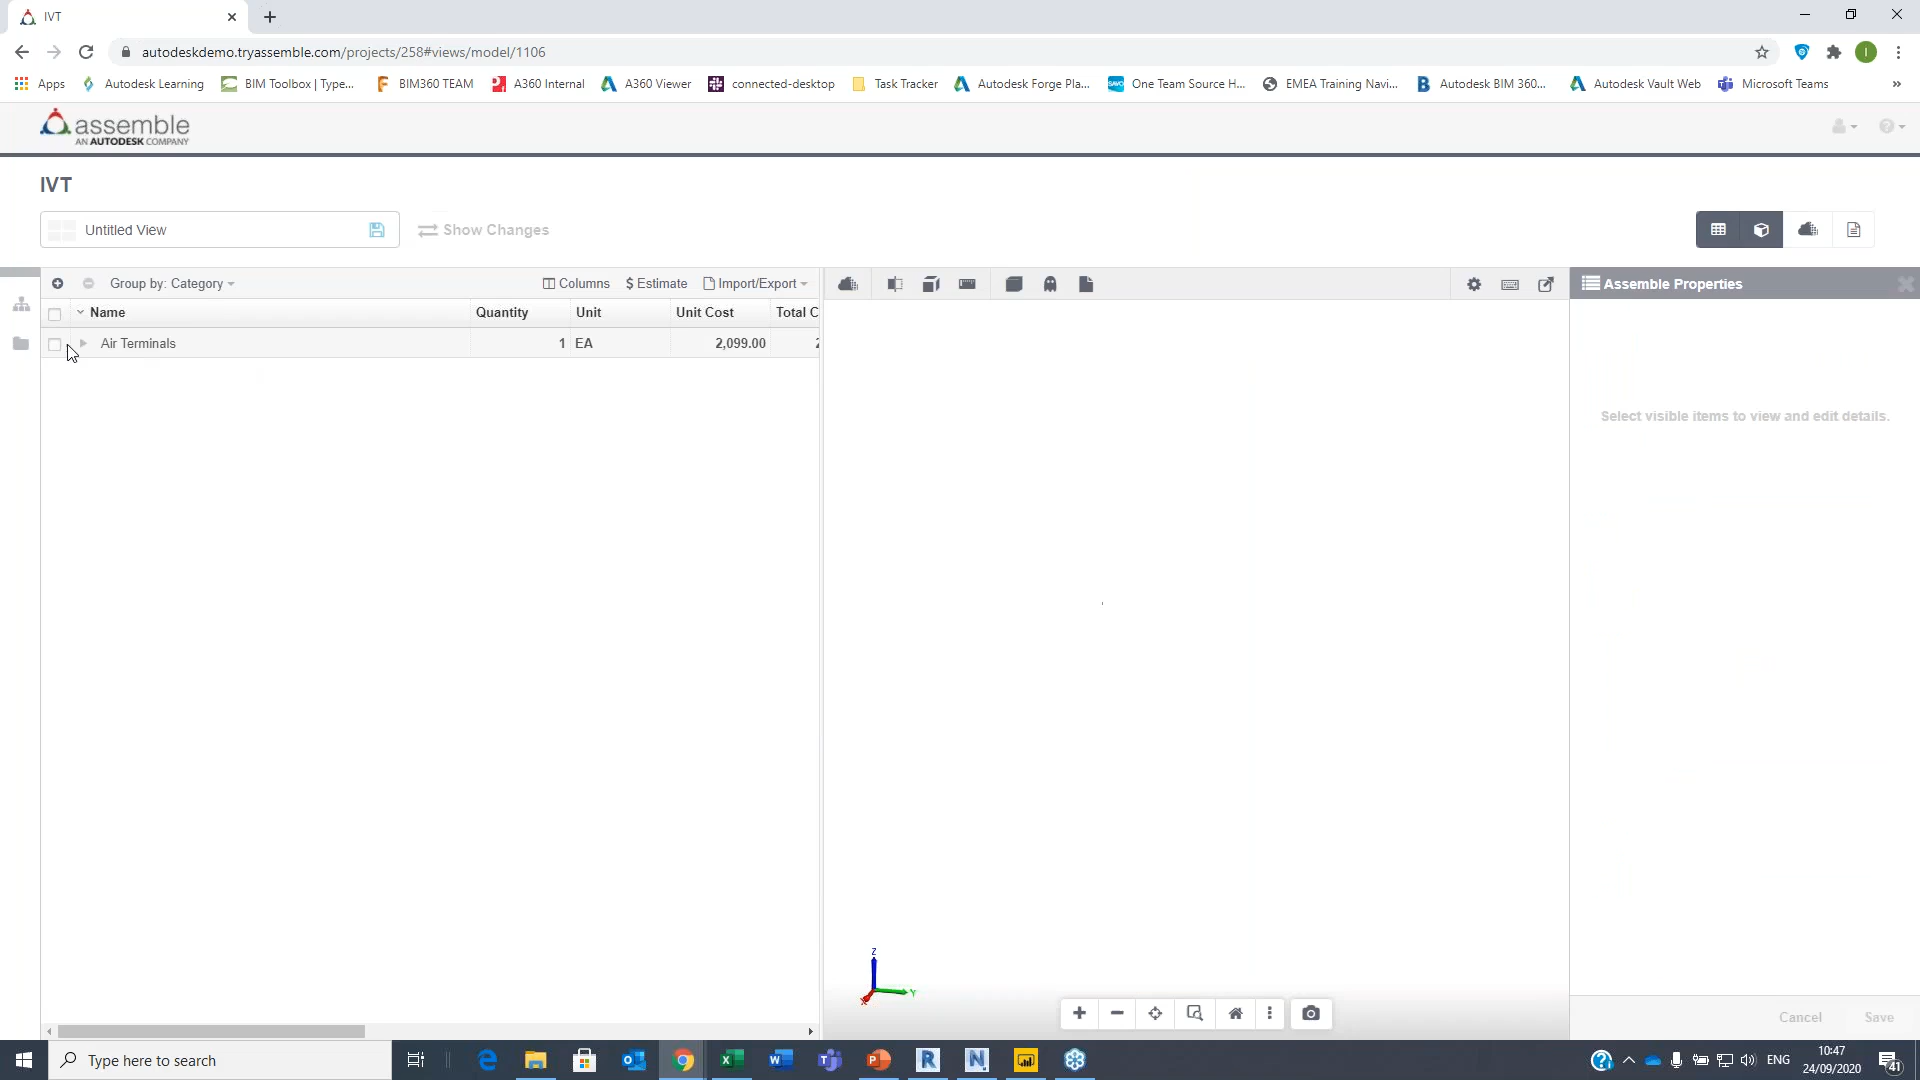 IVT
autodeskdemo.tryassemble.com/projects/258#views/model/1106
Apps Autodesk Learning BIM Toolbox | Type... BIM360 TEAM A360 Internal A360 Viewer connected-desktop Task Tracker Autodesk Forge Pla... One Team Source H... EMEA Training Navi... Autodesk BIM 360... Autodesk Vault Web Microsoft Teams »
assemble
AN AUTODESK COMPANY
IVT
Untitled View Show Changes
Group by: Category Columns $ Estimate Import/Export Assemble Properties
Name Quantity Unit Unit Cost Total C
Air Terminals 1 EA 2,099.00
Select visible items to view and edit details.
Z
Y
X
Cancel Save
Type here to search ENG 10:47
24/09/2020
41